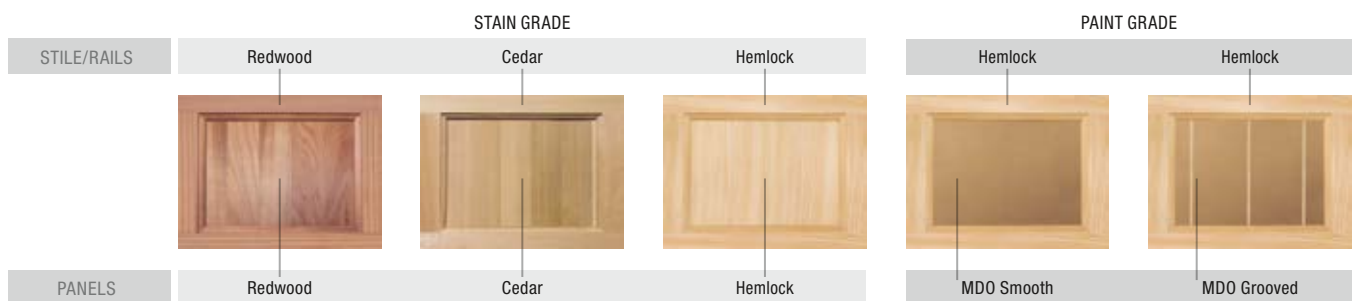 STAIN GRADE PAINT GRADE
STILE/RAILS Redwood Cedar Hemlock Hemlock Hemlock
PANELS Redwood Cedar Hemlock MDO Smooth MDO Grooved